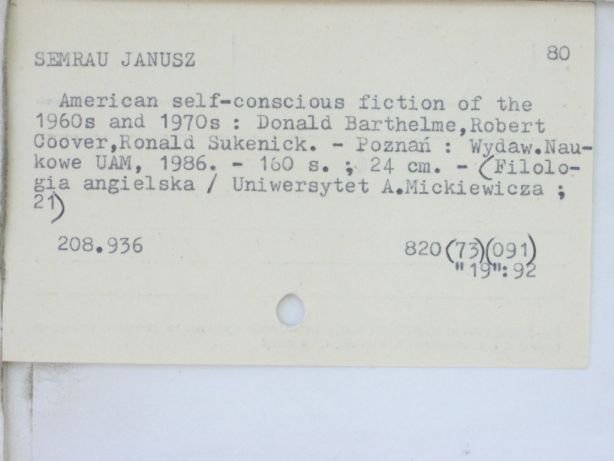 80
SEMRAU JANUSZ
American self-conscious fiction of the
1960s and 1970s : Donald Barthelme,Robert
Coover,Ronald Sukenick. - Poznań : Wydaw.Nau-
kowe UAM, 1986. - 160 s. ; 24 cm. - (Filolo-
gia angielska / Uniwersytet A.Mickiewicza ;
21)
208.936 820(73)(091)
"19":92